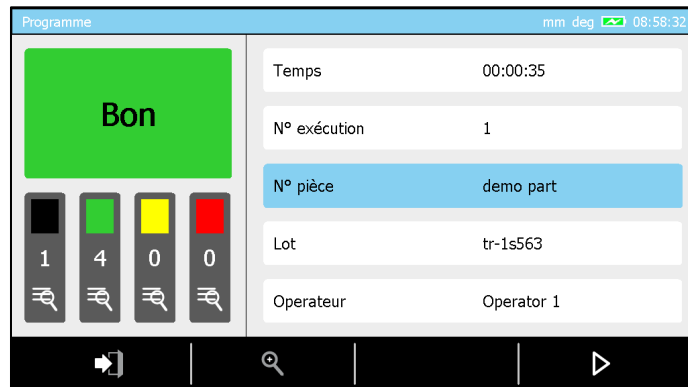 Programme mm deg 08:58:32
Bon
Temps 00:00:35
N° exécution 1
N° pièce demo part
Lot tr-1s563
Operateur Operator 1
1 4 0 0